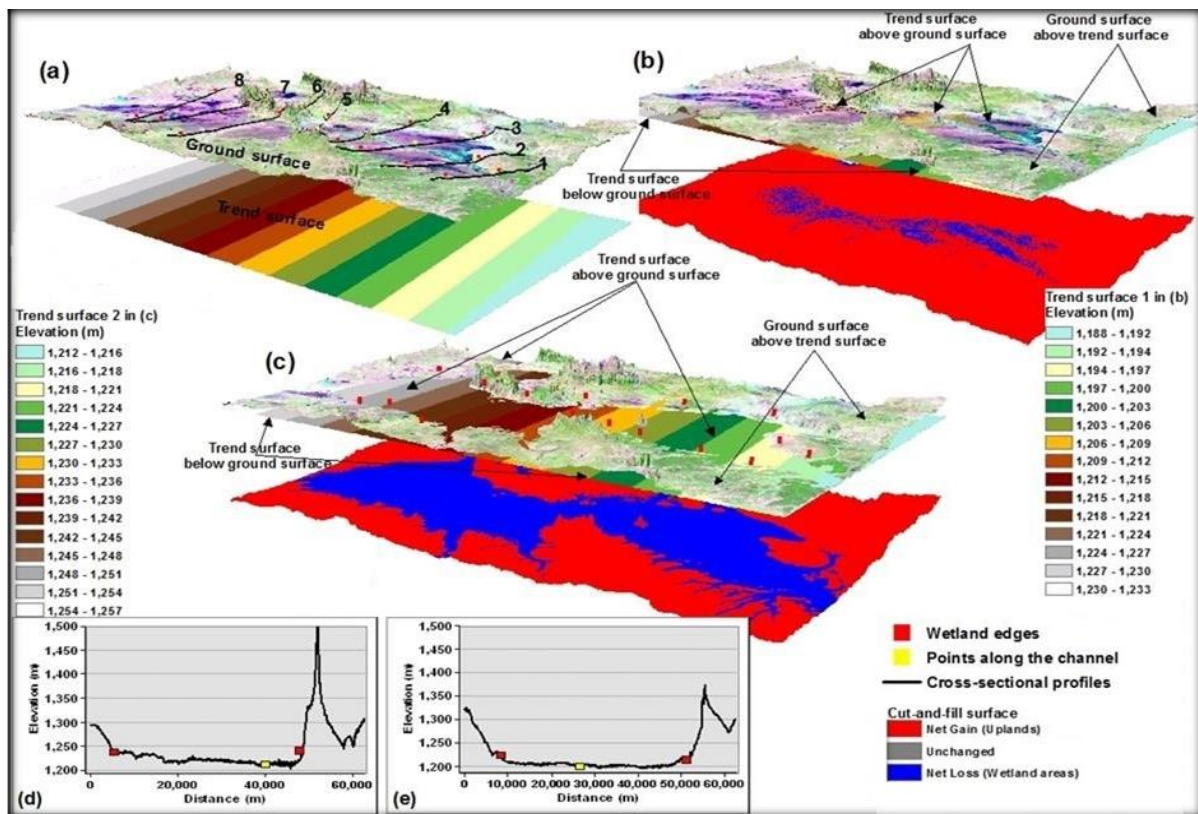 (a)
8
7
6
5
4
3
2
1
Ground surface
Trend surface
Trend surface
above ground surface
Ground surface
above trend surface
(b)
Trend surface
below ground surface
Trend surface
above ground surface
Ground surface
above trend surface
(c)
Trend surface
below ground surface
Trend surface 2 in (c)
Elevation (m)
1,212 - 1,216
1,216 - 1,218
1,218 - 1,221
1,221 - 1,224
1,224 - 1,227
1,227 - 1,230
1,230 - 1,233
1,233 - 1,236
1,236 - 1,239
1,239 - 1,242
1,242 - 1,245
1,245 - 1,248
1,248 - 1,251
1,251 - 1,254
1,254 - 1,257
Trend surface 1 in (b)
Elevation (m)
1,188 - 1,192
1,192 - 1,194
1,194 - 1,197
1,197 - 1,200
1,200 - 1,203
1,203 - 1,206
1,206 - 1,209
1,209 - 1,212
1,212 - 1,215
1,215 - 1,218
1,218 - 1,221
1,221 - 1,224
1,224 - 1,227
1,227 - 1,230
1,230 - 1,233
Elevation (m)
1,500
1,450
1,400
1,350
1,300
1,250
1,200
0
20,000
40,000
60,000
Distance (m)
(d)
Elevation (m)
1,500
1,400
1,300
1,200
0
10,000
20,000
30,000
40,000
50,000
60,000
Distance (m)
(e)
Wetland edges
Points along the channel
Cross-sectional profiles
Cut-and-fill surface
Net Gain (Uplands)
Unchanged
Net Loss (Wetland areas)